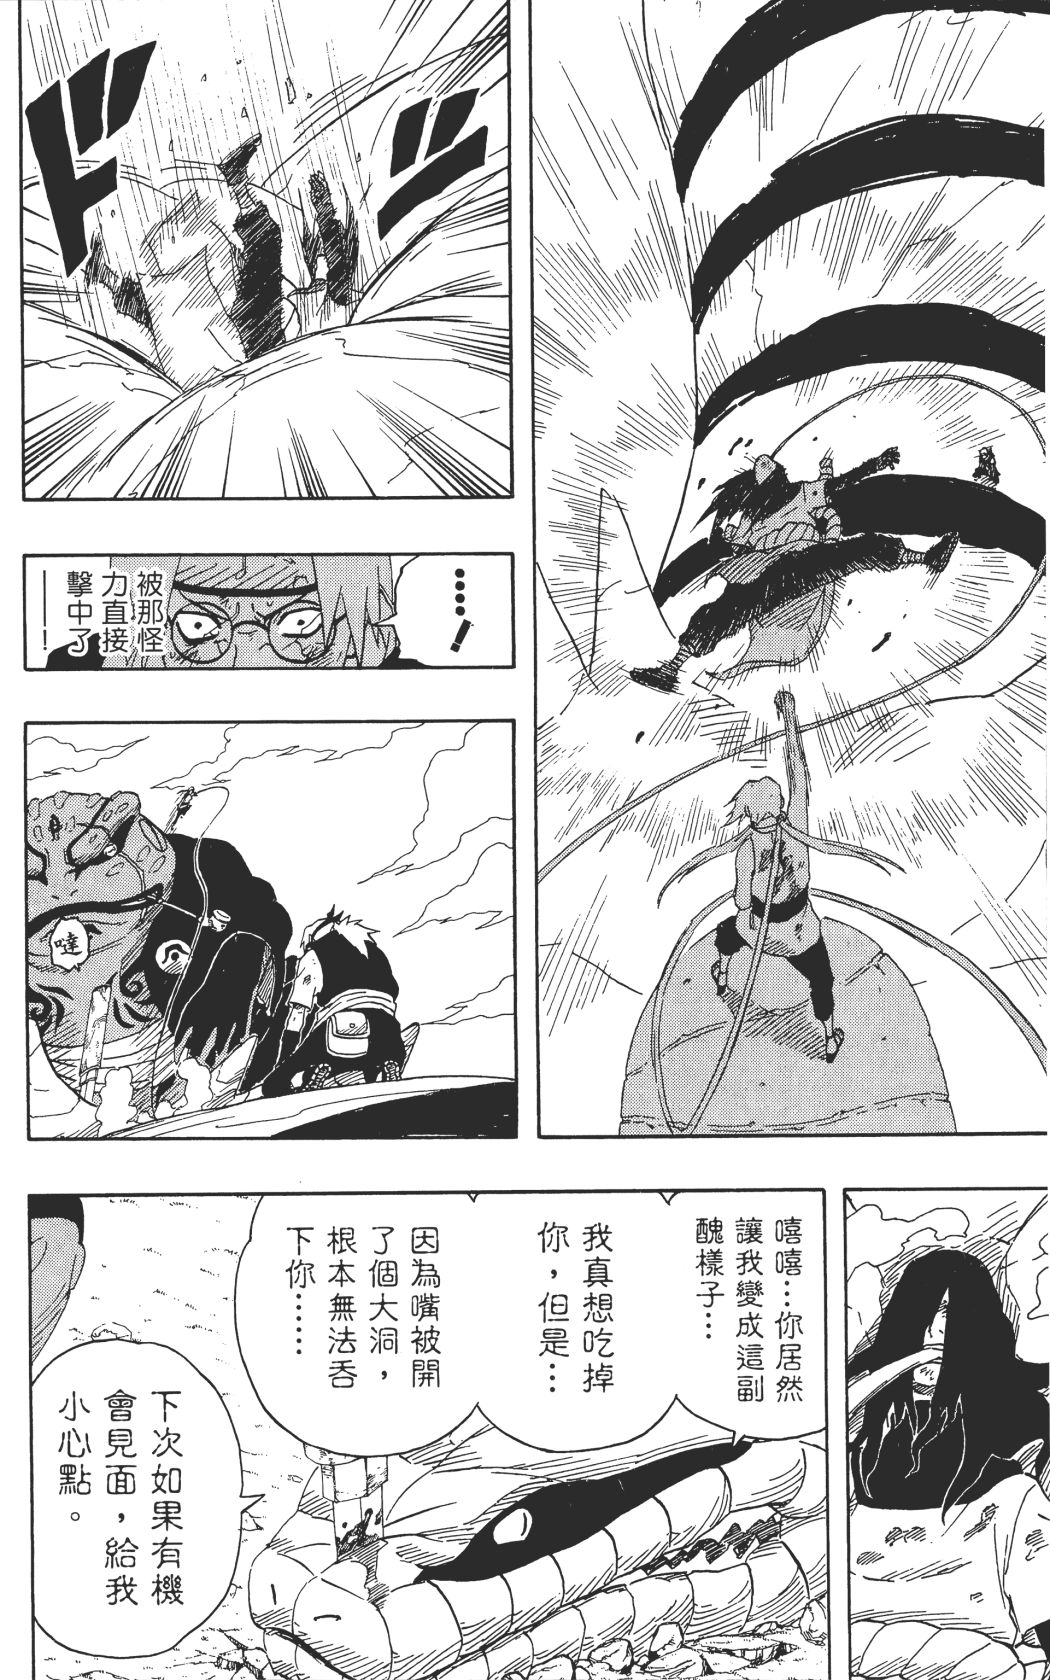 ドッ
…！
被那怪
力直接
擊中了
——！
噠
嘻嘻…你居然
讓我變成這副
醜樣子…
我真想吃掉
你，但是…
因為嘴被開
了個大洞，
根本無法吞
下你……
下次如果有機
會見面，給我
小心點。